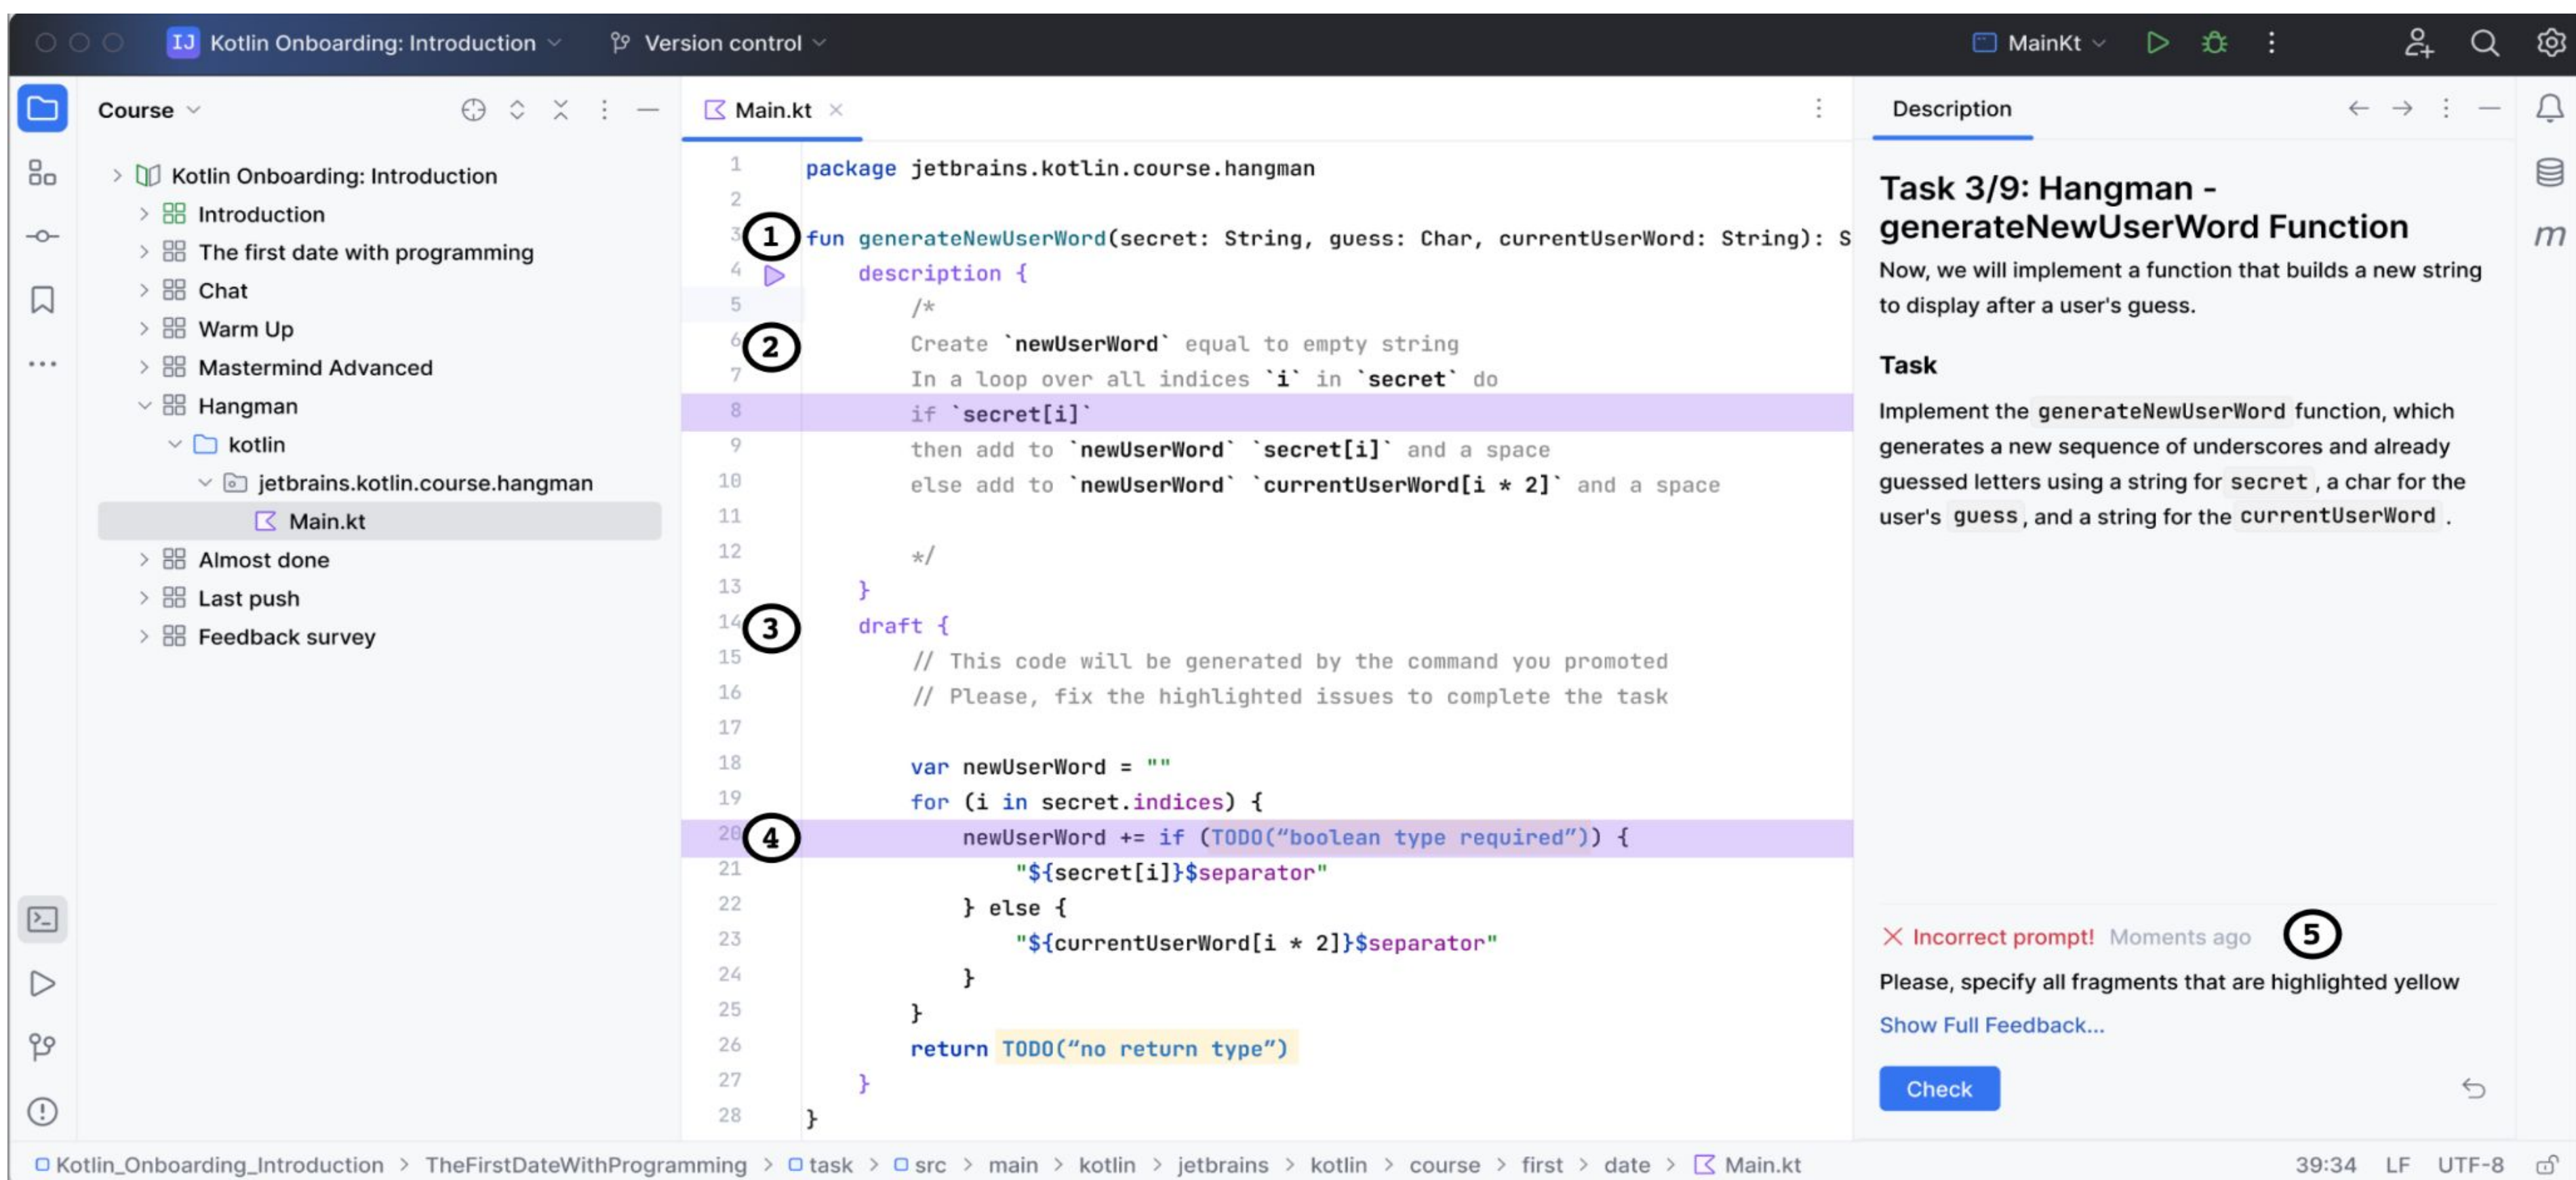 IJ Kotlin Onboarding: Introduction Version control MainKt
Course
Kotlin Onboarding: Introduction
Introduction
The first date with programming
Chat
Warm Up
Mastermind Advanced
Hangman
kotlin
jetbrains.kotlin.course.hangman
Main.kt
Almost done
Last push
Feedback survey
Main.kt
1 package jetbrains.kotlin.course.hangman
2
3 1 fun generateNewUserWord(secret: String, guess: Char, currentUserWord: String): S
4 description {
5 /*
6 2 Create `newUserWord` equal to empty string
7 In a loop over all indices `i` in `secret` do
8 if `secret[i]`
9 then add to `newUserWord` `secret[i]` and a space
10 else add to `newUserWord` `currentUserWord[i * 2]` and a space
11
12 */
13 }
14 3 draft {
15 // This code will be generated by the command you promoted
16 // Please, fix the highlighted issues to complete the task
17
18 var newUserWord = ""
19 for (i in secret.indices) {
20 4 newUserWord += if (TODO(“boolean type required”)) {
21 "${secret[i]}$separator"
22 } else {
23 "${currentUserWord[i * 2]}$separator"
24 }
25 }
26 return TODO(“no return type”)
27 }
28 }
Description
Task 3/9: Hangman -
generateNewUserWord Function
Now, we will implement a function that builds a new string
to display after a user's guess.
Task
Implement the generateNewUserWord function, which
generates a new sequence of underscores and already
guessed letters using a string for secret , a char for the
user's guess , and a string for the currentUserWord .
Incorrect prompt! Moments ago 5
Please, specify all fragments that are highlighted yellow
Show Full Feedback...
Check
m
Kotlin_Onboarding_Introduction > TheFirstDateWithProgramming > task > src > main > kotlin > jetbrains > kotlin > course > first > date > Main.kt 39:34 LF UTF-8